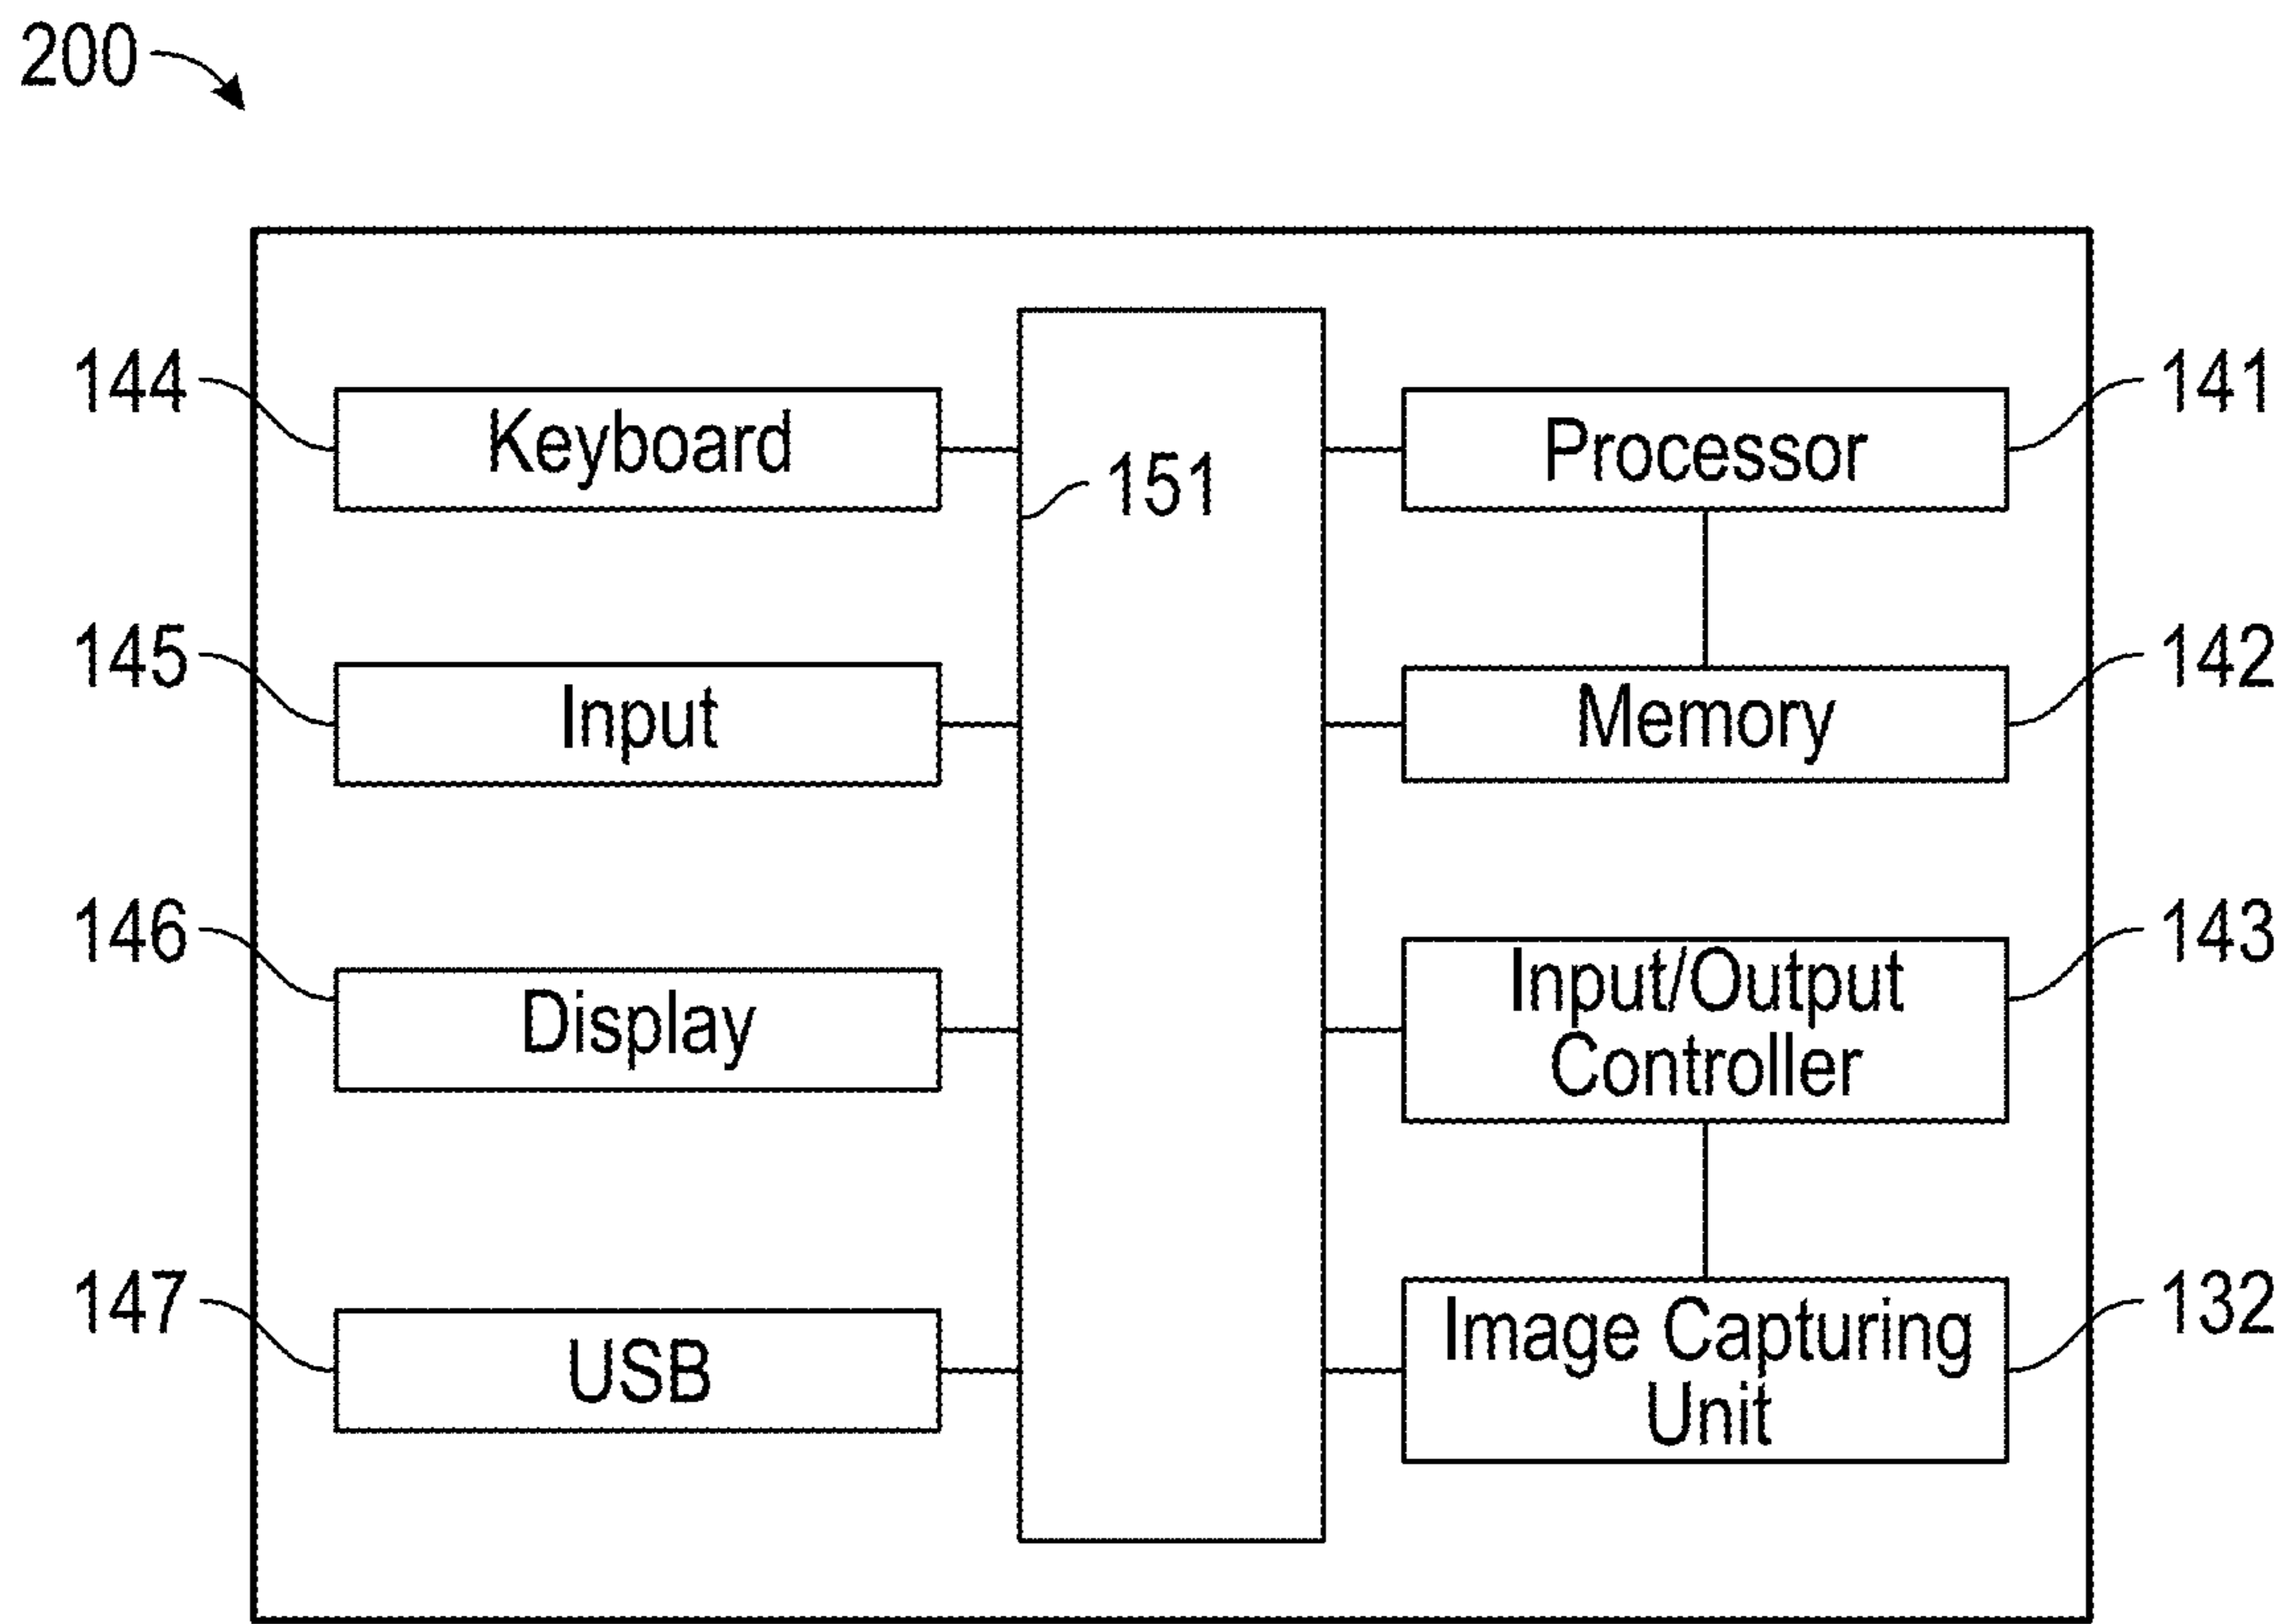 200
144
Keyboard
151
Processor
141
145
Input
Memory
142
146
Display
Input/Output
Controller
143
147
USB
Image Capturing
Unit
132